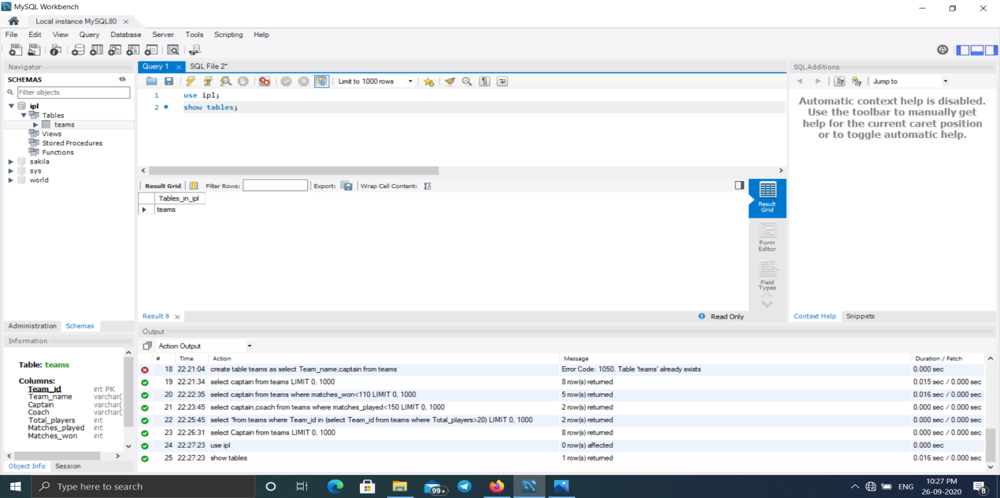 MySQL Workbench
Local instance MySQL80
File Edit View Query Database Server Tools Scripting Help
Navigator
SCHEMAS
Filter objects
ipl
Tables
teams
Views
Stored Procedures
Functions
sakila
sys
world
Administration Schemas
Information
Table: teams
Columns:
Team_id int PK
Team_name varchar(
Captain varchar(
Coach varchar(
Total_players int
Matches_played int
Matches_won int
Object Info Session
Query 1 SQL File 2*
Limit to 1000 rows
1 use ipl;
2 show tables;
Result Grid Filter Rows: Export: Wrap Cell Content:
Tables_in_ipl
teams
Result Grid
Form Editor
Field Types
Result 8 Read Only
SQLAdditions
Jump to
Automatic context help is disabled.
Use the toolbar to manually get
help for the current caret position
or to toggle automatic help.
Context Help Snippets
Output
Action Output
# Time Action Message Duration / Fetch
18 22:21:04 create table teams as select Team_name,captain from teams Error Code: 1050. Table 'teams' already exists 0.000 sec
19 22:21:34 select captain from teams LIMIT 0, 1000 8 row(s) returned 0.015 sec / 0.000 sec
20 22:22:35 select captain from teams where matches_won<110 LIMIT 0, 1000 5 row(s) returned 0.016 sec / 0.000 sec
21 22:23:45 select captain,coach from teams where matches_played<150 LIMIT 0, 1000 2 row(s) returned 0.000 sec / 0.000 sec
22 22:25:45 select *from teams where Team_id in (select Team_id from teams where Total_players>20) LIMIT 0, 1000 2 row(s) returned 0.000 sec / 0.000 sec
23 22:26:31 select Captain from teams LIMIT 0, 1000 8 row(s) returned 0.000 sec / 0.000 sec
24 22:27:23 use ipl 0 row(s) affected 0.000 sec
25 22:27:23 show tables 1 row(s) returned 0.016 sec / 0.000 sec
Type here to search
99+
ENG
10:27 PM
26-09-2020
8